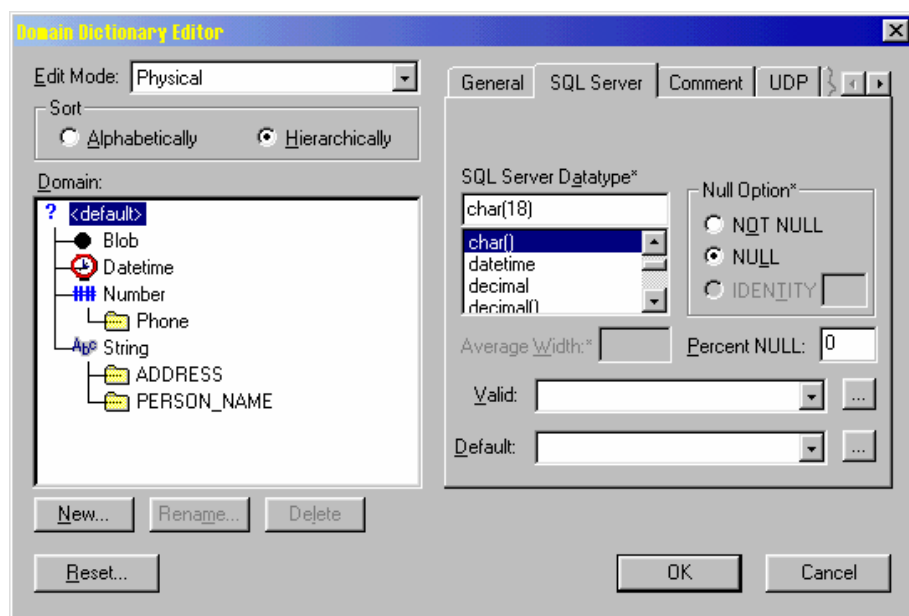 Domain Dictionary Editor
Edit Mode: Physical
Sort
Alphabetically Hierarchically
Domain:
? <default>
Blob
Datetime
Number
Phone
Abc String
ADDRESS
PERSON_NAME
New... Rename... Delete
Reset...
General SQL Server Comment UDP
SQL Server Datatype*
char(18)
char()
datetime
decimal
decimal()
Null Option*
NOT NULL
NULL
IDENTITY
Average Width:* Percent NULL: 0
Valid: ...
Default: ...
OK Cancel